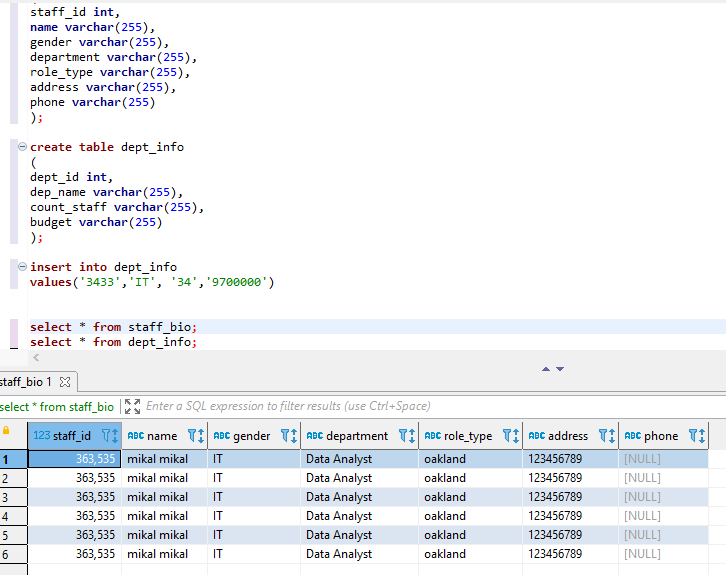 staff_id int,
name varchar(255),
gender varchar(255),
department varchar(255),
role_type varchar(255),
address varchar(255),
phone varchar(255)
);
create table dept_info
(
dept_id int,
dep_name varchar(255),
count_staff varchar(255),
budget varchar(255)
);
insert into dept_info
values('3433','IT', '34','9700000')
select * from staff_bio;
select * from dept_info;
staff_bio 1
select * from staff_bio Enter a SQL expression to filter results (use Ctrl+Space)
123 staff_id ABC name ABC gender ABC department ABC role_type ABC address ABC phone
1 363,535 mikal mikal IT Data Analyst oakland 123456789 [NULL]
2 363,535 mikal mikal IT Data Analyst oakland 123456789 [NULL]
3 363,535 mikal mikal IT Data Analyst oakland 123456789 [NULL]
4 363,535 mikal mikal IT Data Analyst oakland 123456789 [NULL]
5 363,535 mikal mikal IT Data Analyst oakland 123456789 [NULL]
6 363,535 mikal mikal IT Data Analyst oakland 123456789 [NULL]